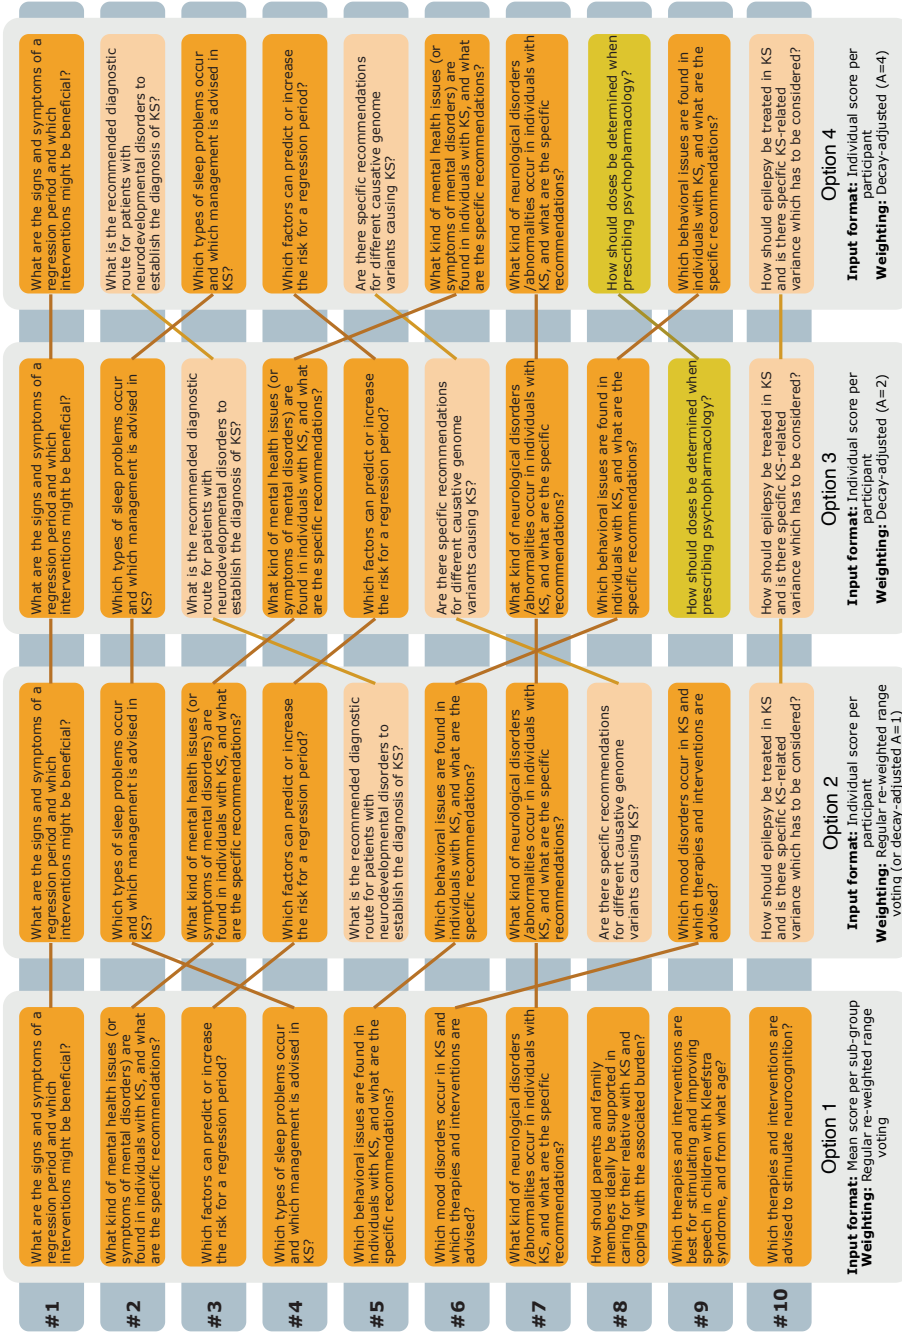 #1
#2
#3
#4
#5
#6
#7
#8
#9
#10
What are the signs and symptoms of a
regression period and which
interventions might be beneficial?
What kind of mental health issues (or
symptoms of mental disorders) are
found in individuals with KS, and what
are the specific recommendations?
Which factors can predict or increase
the risk for a regression period?
Which types of sleep problems occur
and which management is advised in
KS?
Which behavioral issues are found in
individuals with KS, and what are the
specific recommendations?
Which mood disorders occur in KS and
which therapies and interventions are
advised?
What kind of neurological disorders
/abnormalities occur in individuals with
KS, and what are the specific
recommendations?
How should parents and family
members ideally be supported in
caring for their relative with KS and
coping with the associated burden?
Which therapies and interventions are
best for stimulating and improving
speech in children with Kleefstra
syndrome, and from what age?
Which therapies and interventions are
advised to stimulate neurocognition?
Option 1
Input format: Mean score per sub-group
Weighting: Regular re-weighted range
voting
What are the signs and symptoms of a
regression period and which
interventions might be beneficial?
Which types of sleep problems occur
and which management is advised in
KS?
What kind of mental health issues (or
symptoms of mental disorders) are
found in individuals with KS, and what
are the specific recommendations?
Which factors can predict or increase
the risk for a regression period?
What is the recommended diagnostic
route for patients with
neurodevelopmental disorders to
establish the diagnosis of KS?
Which behavioral issues are found in
individuals with KS, and what are the
specific recommendations?
What kind of neurological disorders
/abnormalities occur in individuals with
KS, and what are the specific
recommendations?
Are there specific recommendations
for different causative genome
variants causing KS?
Which mood disorders occur in KS and
which therapies and interventions are
advised?
How should epilepsy be treated in KS
and is there specific KS-related
variance which has to be considered?
Option 2
Input format: Individual score per
participant
Weighting: Regular re-weighted range
voting (or decay-adjusted A=1)
What are the signs and symptoms of a
regression period and which
interventions might be beneficial?
Which types of sleep problems occur
and which management is advised in
KS?
What is the recommended diagnostic
route for patients with
neurodevelopmental disorders to
establish the diagnosis of KS?
What kind of mental health issues (or
symptoms of mental disorders) are
found in individuals with KS, and what
are the specific recommendations?
Which factors can predict or increase
the risk for a regression period?
Are there specific recommendations
for different causative genome
variants causing KS?
What kind of neurological disorders
/abnormalities occur in individuals with
KS, and what are the specific
recommendations?
Which behavioral issues are found in
individuals with KS, and what are the
specific recommendations?
How should doses be determined when
prescribing psychopharmacology?
How should epilepsy be treated in KS
and is there specific KS-related
variance which has to be considered?
Option 3
Input format: Individual score per
participant
Weighting: Decay-adjusted (A=2)
What are the signs and symptoms of a
regression period and which
interventions might be beneficial?
What is the recommended diagnostic
route for patients with
neurodevelopmental disorders to
establish the diagnosis of KS?
Which types of sleep problems occur
and which management is advised in
KS?
Which factors can predict or increase
the risk for a regression period?
Are there specific recommendations
for different causative genome
variants causing KS?
What kind of mental health issues (or
symptoms of mental disorders) are
found in individuals with KS, and what
are the specific recommendations?
What kind of neurological disorders
/abnormalities occur in individuals with
KS, and what are the specific
recommendations?
How should doses be determined when
prescribing psychopharmacology?
Which behavioral issues are found in
individuals with KS, and what are the
specific recommendations?
How should epilepsy be treated in KS
and is there specific KS-related
variance which has to be considered?
Option 4
Input format: Individual score per
participant
Weighting: Decay-adjusted (A=4)